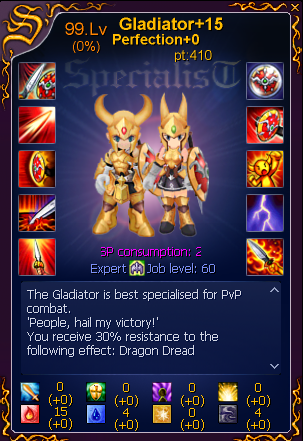 99.Lv
Gladiator+15
(0%)
Perfection+0
pt:410
SpecialisT
SP consumption: 2
Expert Job level: 60
The Gladiator is best specialised for PvP
combat.
'People, hail my victory!'
You receive 30% resistance to the
following effect: Dragon Dread
0 0 0 0
(+0) (+0) (+0) (+0)
15 4 0 4
(+0) (+0) (+0) (+0)